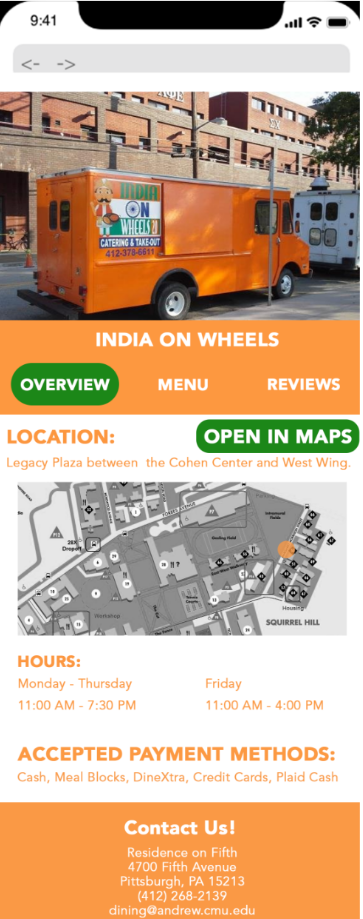 9:41
<- ->
INDIA
ON
WHEELS
CATERING & TAKE-OUT
412-378-6611
INDIA ON WHEELS
OVERVIEW MENU REVIEWS
LOCATION: OPEN IN MAPS
Legacy Plaza between the Cohen Center and West Wing.
SQUIRREL HILL
Housing
HOURS:
Monday - Thursday Friday
11:00 AM - 7:30 PM 11:00 AM - 4:00 PM
ACCEPTED PAYMENT METHODS:
Cash, Meal Blocks, DineXtra, Credit Cards, Plaid Cash
Contact Us!
Residence on Fifth
4700 Fifth Avenue
Pittsburgh, PA 15213
(412) 268-2139
dining@andrew.cmu.edu